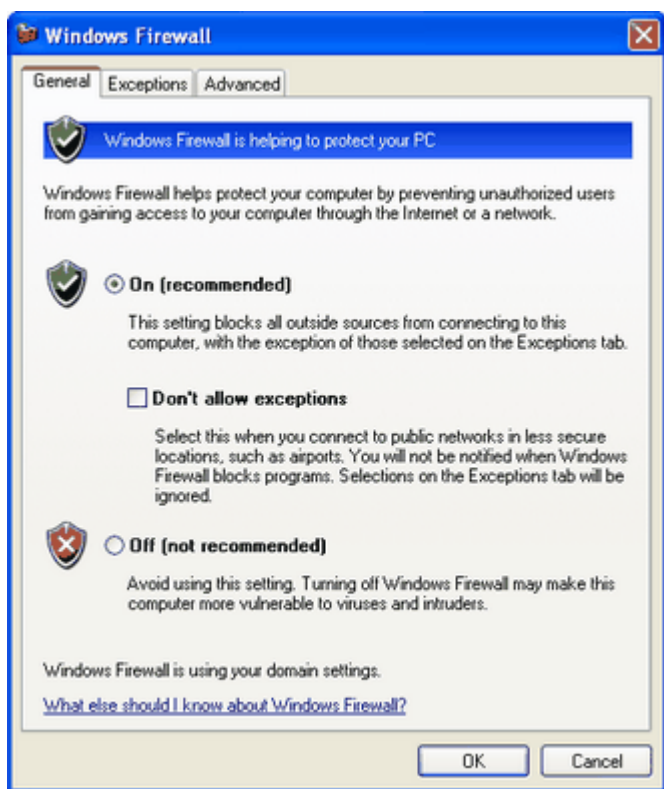 Windows Firewall
General Exceptions Advanced
Windows Firewall is helping to protect your PC
Windows Firewall helps protect your computer by preventing unauthorized users
from gaining access to your computer through the Internet or a network.
On (recommended)
This setting blocks all outside sources from connecting to this
computer, with the exception of those selected on the Exceptions tab.
Don't allow exceptions
Select this when you connect to public networks in less secure
locations, such as airports. You will not be notified when Windows
Firewall blocks programs. Selections on the Exceptions tab will be
ignored.
Off (not recommended)
Avoid using this setting. Turning off Windows Firewall may make this
computer more vulnerable to viruses and intruders.
Windows Firewall is using your domain settings.
What else should I know about Windows Firewall?
OK Cancel